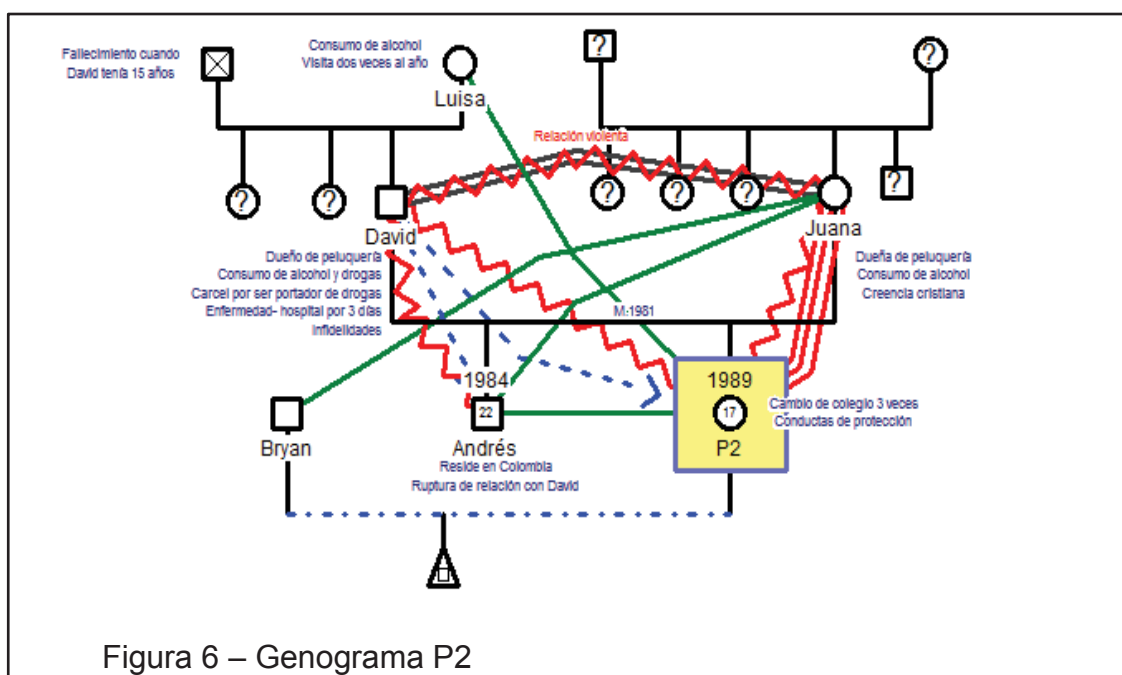 Fallecimiento cuando
David tenía 15 años
Consumo de alcohol
Visita dos veces al año
Luisa
?
?
Relación violenta
?
?
?
?
?
?
David
Juana
Dueño de peluquería
Consumo de alcohol y drogas
Carcel por ser portador de drogas
Enfermedad- hospital por 3 días
Infidelidades
Dueña de peluquería
Consumo de alcohol
Creencia cristiana
M:1981
1984
22
Andrés
Reside en Colombia
Ruptura de relación con David
Bryan
1989
17
P2
Cambio de colegio 3 veces
Conductas de protección
Figura 6 – Genograma P2